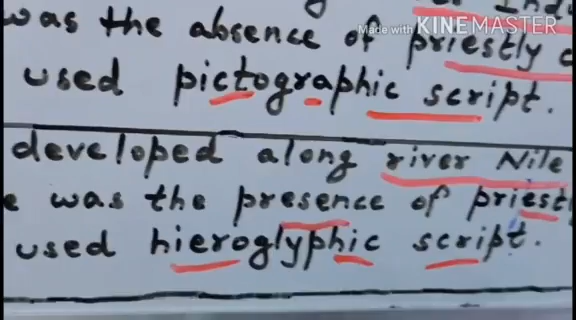 Made with KINEMASTER
was the absence of priestly
used pictographic script.
developed along river Nile
was the presence of
used hieroglyphic script.